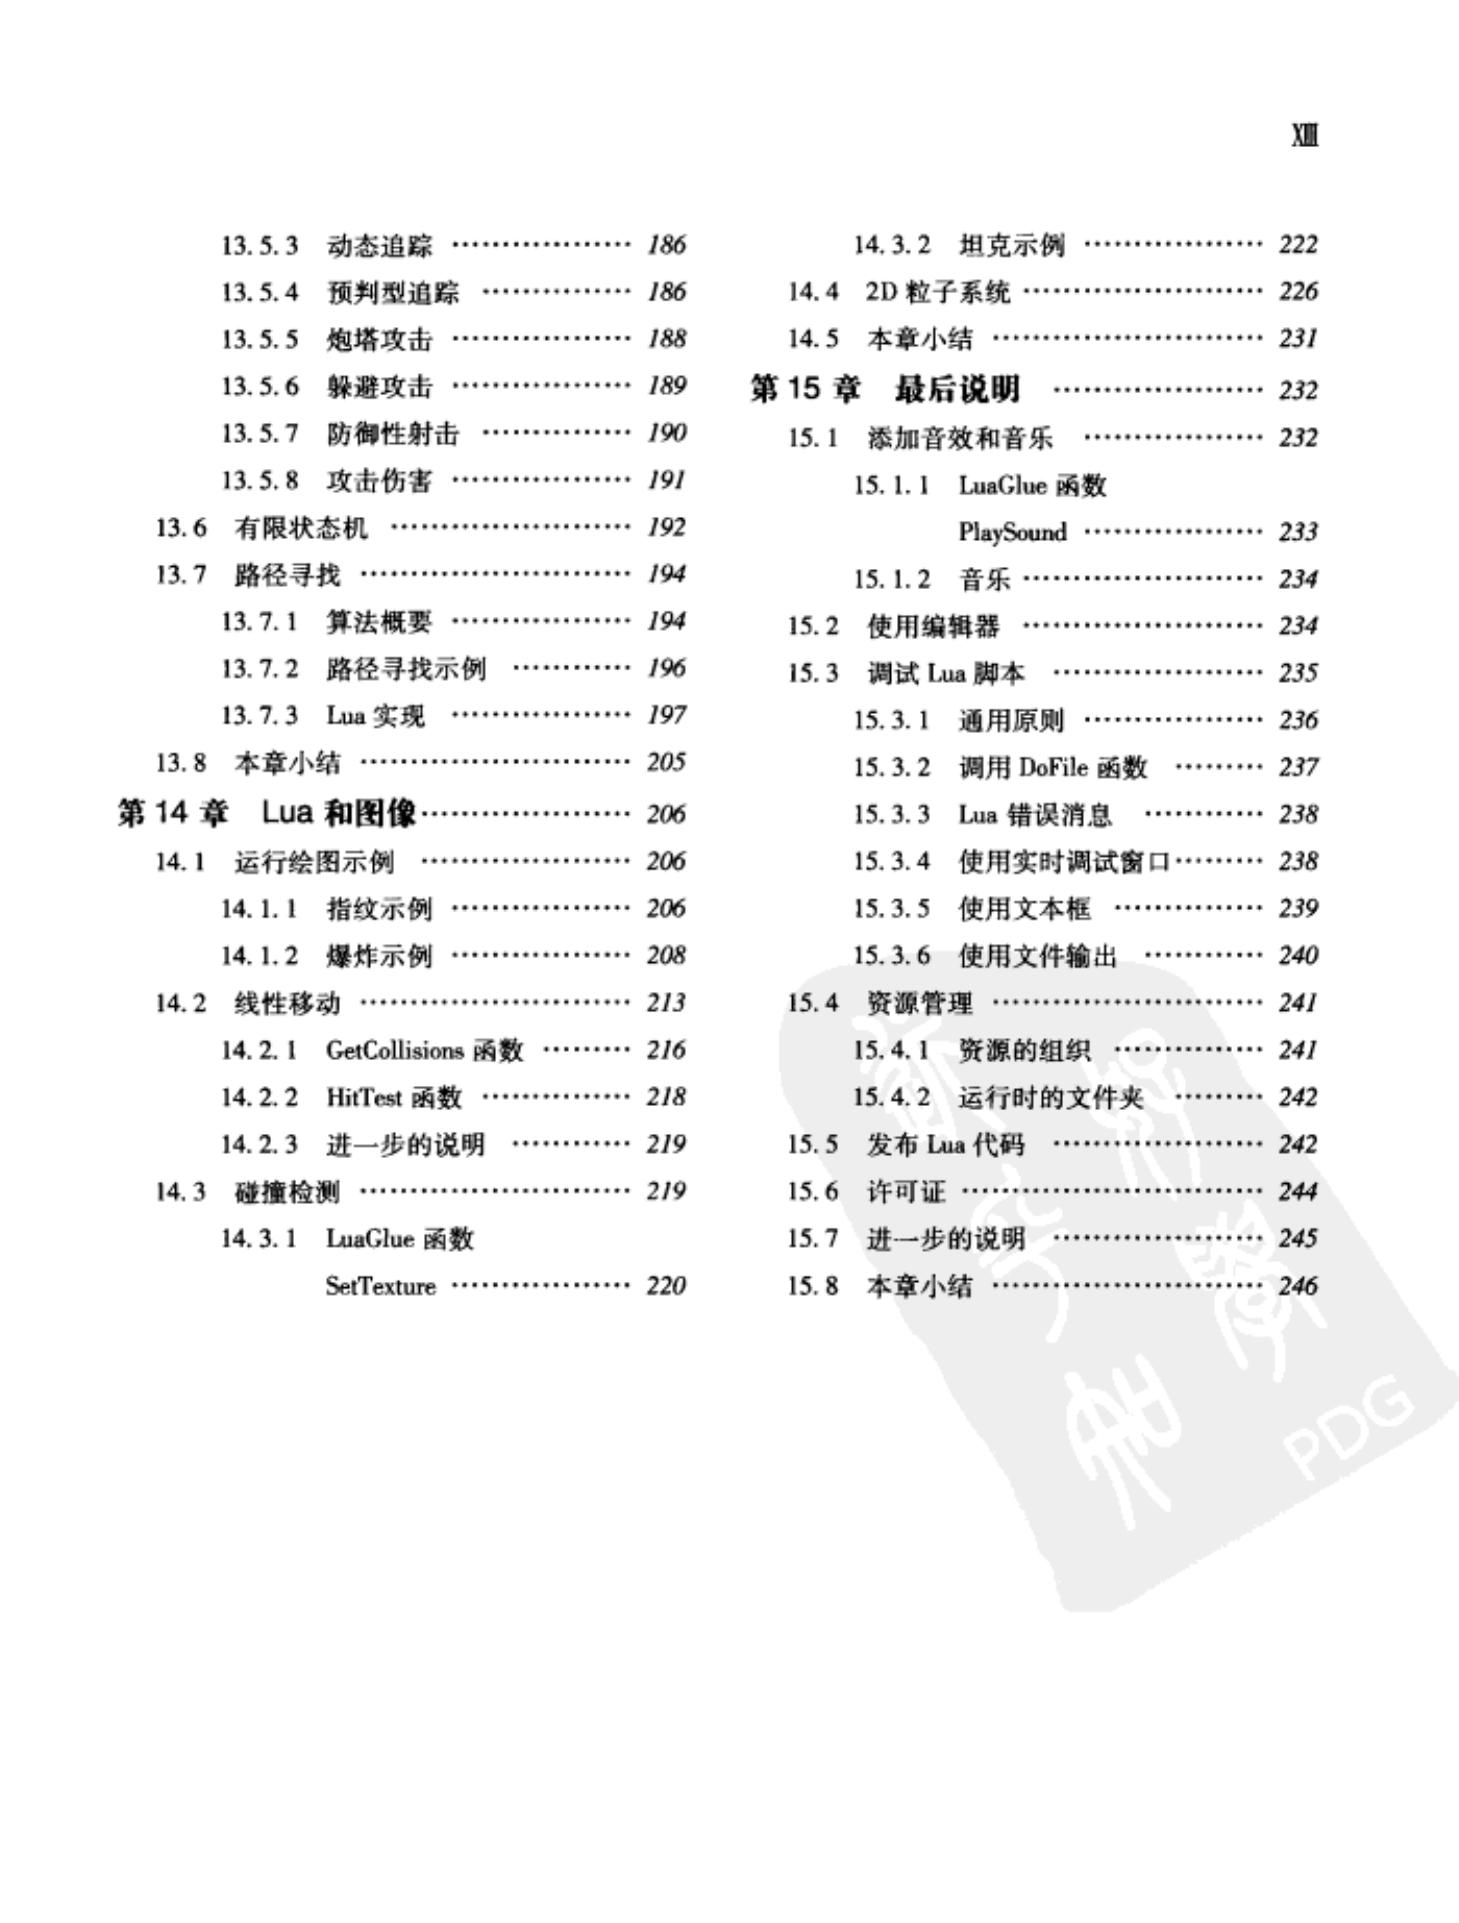 XIII
13.5.3 动态追踪 ……………… 186
13.5.4 预判型追踪 …………… 186
13.5.5 炮塔攻击 ……………… 188
13.5.6 躲避攻击 ……………… 189
13.5.7 防御性射击 …………… 190
13.5.8 攻击伤害 ……………… 191
13.6 有限状态机 …………………… 192
13.7 路径寻找 ……………………… 194
13.7.1 算法概要 ……………… 194
13.7.2 路径寻找示例 ………… 196
13.7.3 Lua 实现 ……………… 197
13.8 本章小结 ……………………… 205
第 14 章 Lua 和图像………………… 206
14.1 运行绘图示例 ………………… 206
14.1.1 指纹示例 ……………… 206
14.1.2 爆炸示例 ……………… 208
14.2 线性移动 ……………………… 213
14.2.1 GetCollisions 函数 ……… 216
14.2.2 HitTest 函数 …………… 218
14.2.3 进一步的说明 ………… 219
14.3 碰撞检测 ……………………… 219
14.3.1 LuaGlue 函数
SetTexture ……………… 220
14.3.2 坦克示例 ……………… 222
14.4 2D 粒子系统 …………………… 226
14.5 本章小结 ……………………… 231
第 15 章 最后说明 ………………… 232
15.1 添加音效和音乐 ……………… 232
15.1.1 LuaGlue 函数
PlaySound ……………… 233
15.1.2 音乐 …………………… 234
15.2 使用编辑器 …………………… 234
15.3 调试 Lua 脚本 ………………… 235
15.3.1 通用原则 ……………… 236
15.3.2 调用 DoFile 函数 ……… 237
15.3.3 Lua 错误消息 ………… 238
15.3.4 使用实时调试窗口……… 238
15.3.5 使用文本框 …………… 239
15.3.6 使用文件输出 ………… 240
15.4 资源管理 ……………………… 241
15.4.1 资源的组织 …………… 241
15.4.2 运行时的文件夹 ……… 242
15.5 发布 Lua 代码 ………………… 242
15.6 许可证 ………………………… 244
15.7 进一步的说明 ………………… 245
15.8 本章小结 ……………………… 246
PDG